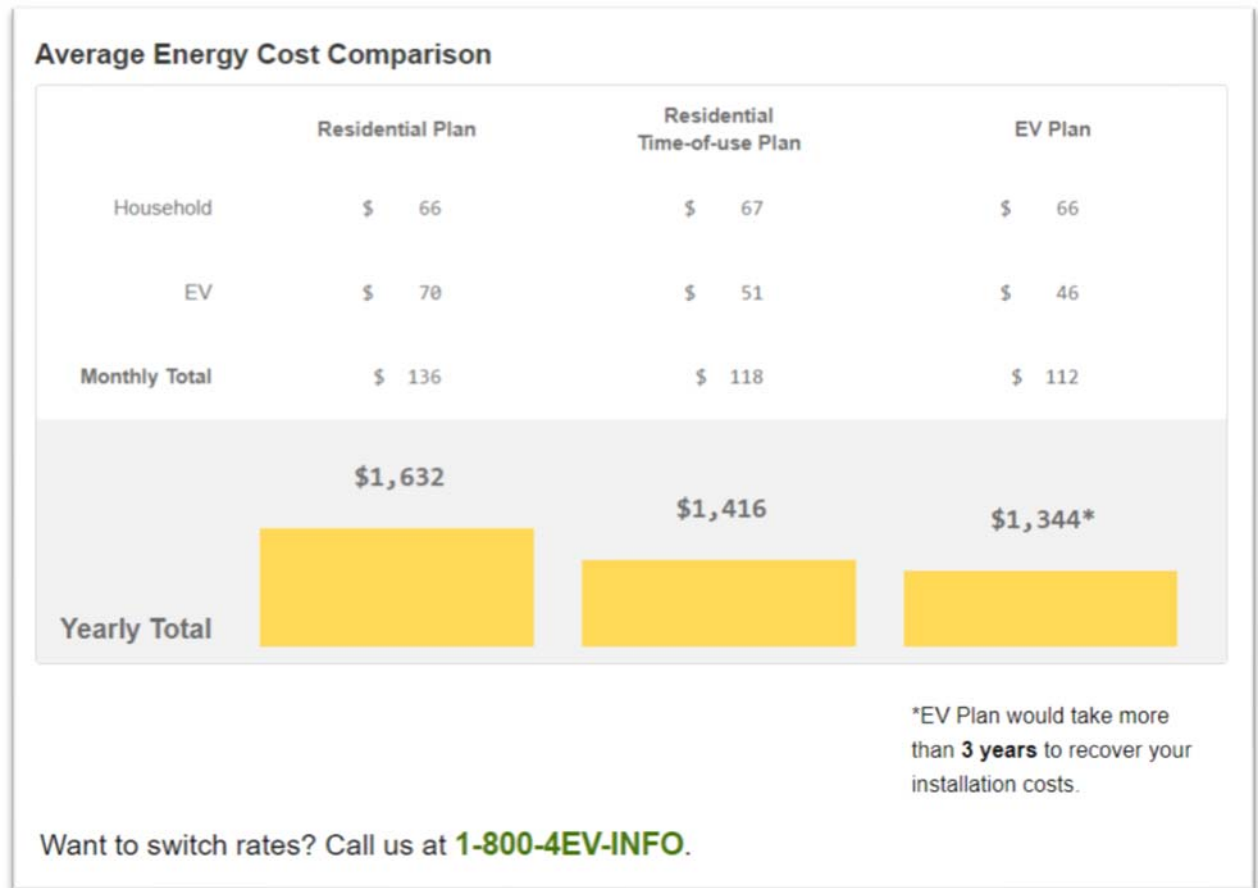 Average Energy Cost Comparison
Residential Plan
Residential
Time-of-use Plan
EV Plan
Household $ 66 $ 67 $ 66
EV $ 70 $ 51 $ 46
Monthly Total $ 136 $ 118 $ 112
$1,632
$1,416
$1,344*
Yearly Total
*EV Plan would take more
than 3 years to recover your
installation costs.
Want to switch rates? Call us at 1-800-4EV-INFO.